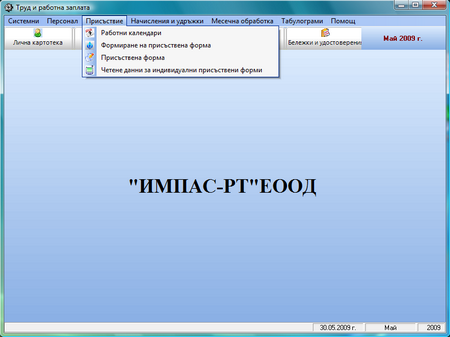 Труд и работна заплата
Системни Персонал Присъствие Начисления и удръжки Месечна обработка Табулограми Помощ
Лична картотека
Бележки и удостоверени
Май 2009 г.
Работни календари
Формиране на присъствена форма
Присъствена форма
Четене данни за индивидуални присъствени форми
"ИМПАС-РТ"ЕООД
30.05.2009 г. Май 2009